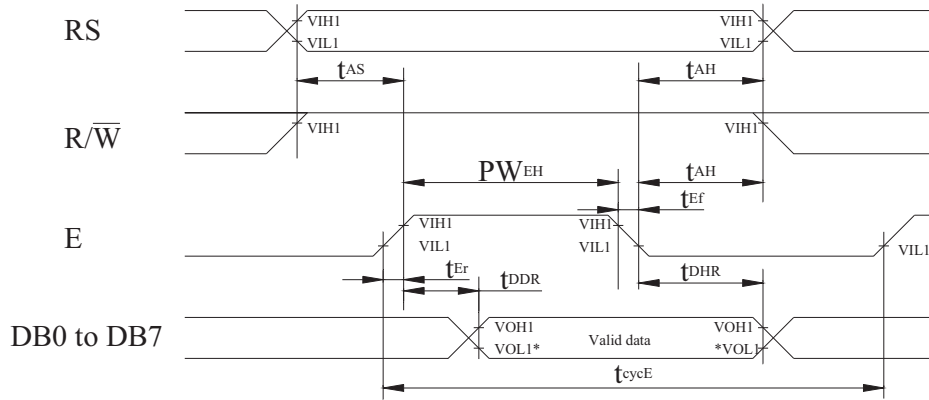 RS
VIH1
VIL1
VIH1
VIL1
tAS
tAH
R/W̅
VIH1
VIH1
PWEH
tAH
tEf
E
VIH1
VIL1
VIH1
VIL1
VIL1
tEr
tDDR
tDHR
DB0 to DB7
VOH1
VOL1*
Valid data
VOH1
*VOL1
tcycE